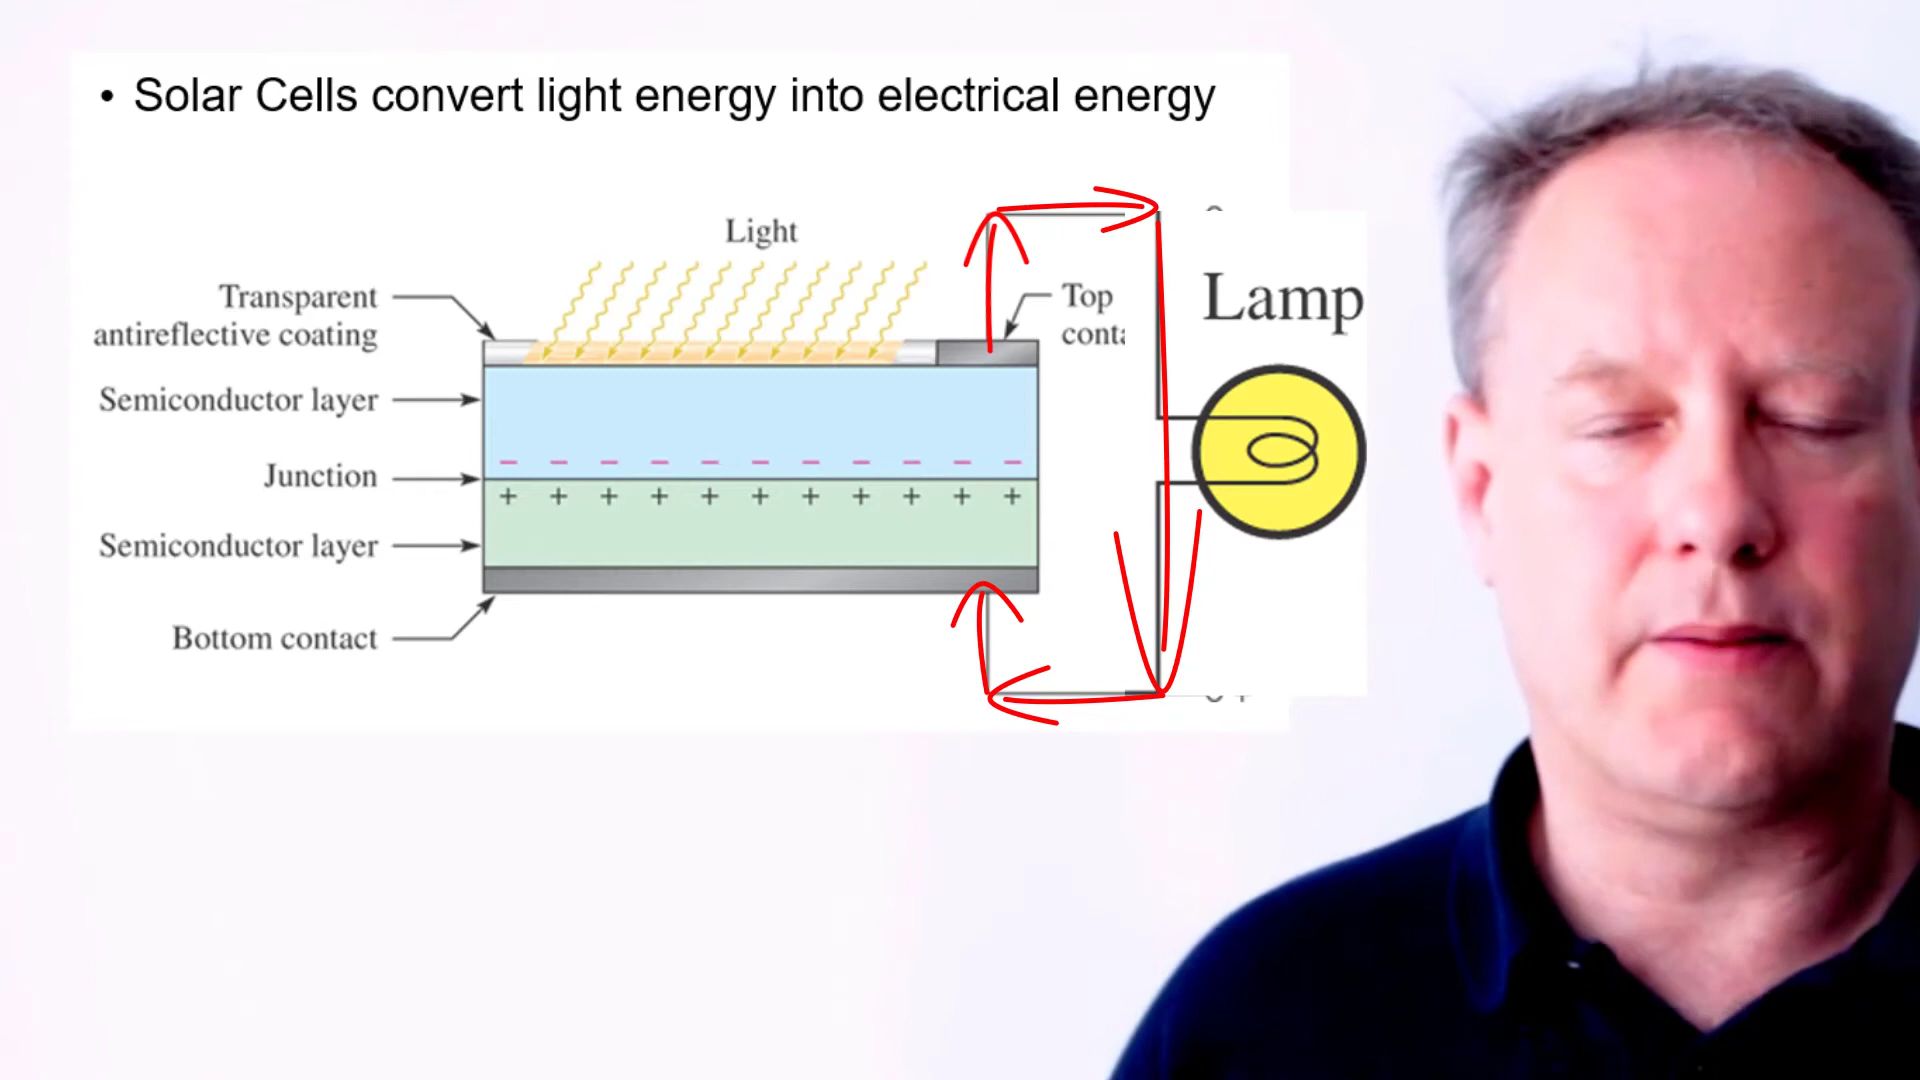 • Solar Cells convert light energy into electrical energy
Light
Transparent
antireflective coating
Top
Lamp
Semiconductor layer
Junction
− − − − − − − − − − −
+ + + + + + + + + + +
Semiconductor layer
Bottom contact